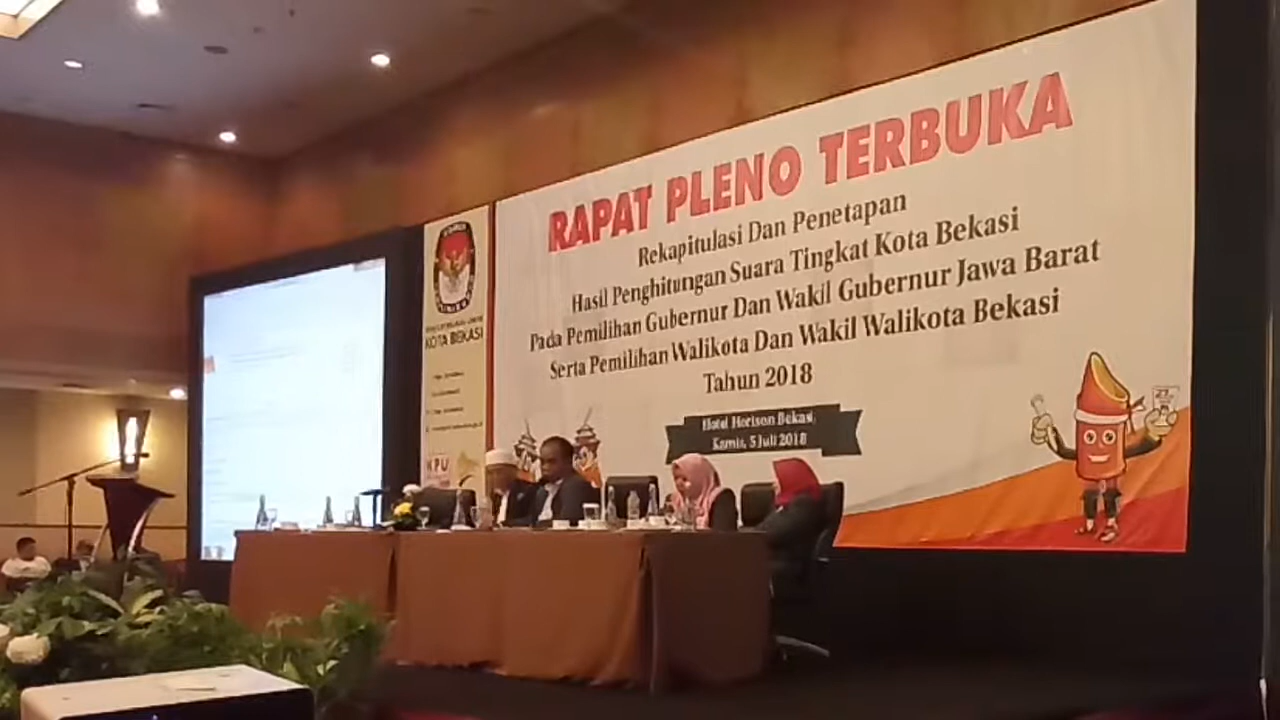 RAPAT PLENO TERBUKA
Rekapitulasi Dan Penetapan
Hasil Penghitungan Suara Tingkat Kota Bekasi
Pada Pemilihan Gubernur Dan Wakil Gubernur Jawa Barat
Serta Pemilihan Walikota Dan Wakil Walikota Bekasi
Tahun 2018
Hotel Horison Bekasi,
Kamis, 5 Juli 2018
KOTA BEKASI
KPU